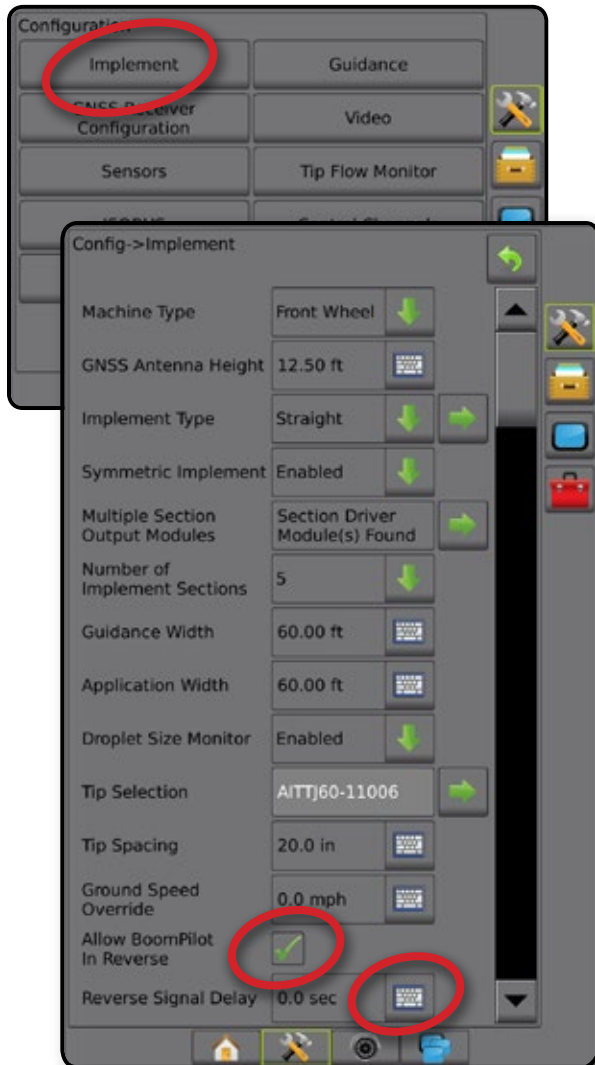 Configuration
Implement
Guidance
GNSS Receiver
Configuration
Video
Sensors
Tip Flow Monitor
Config->Implement
Machine Type
Front Wheel
GNSS Antenna Height
12.50 ft
Implement Type
Straight
Symmetric Implement
Enabled
Multiple Section
Output Modules
Section Driver
Module(s) Found
Number of
Implement Sections
5
Guidance Width
60.00 ft
Application Width
60.00 ft
Droplet Size Monitor
Enabled
Tip Selection
AITTJ60-11006
Tip Spacing
20.0 in
Ground Speed
Override
0.0 mph
Allow BoomPilot
In Reverse
Reverse Signal Delay
0.0 sec